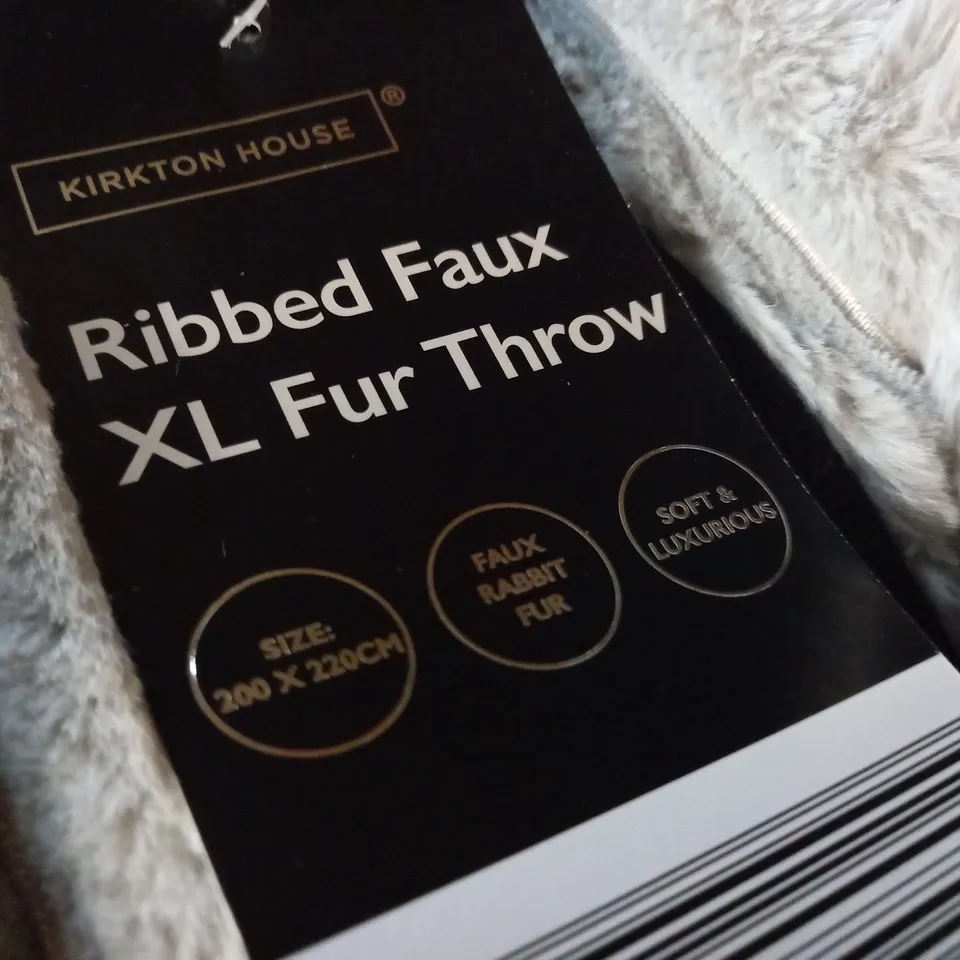 KIRKTON HOUSE ®
Ribbed Faux
XL Fur Throw
SIZE:
200 X 220CM
FAUX
RABBIT
FUR
SOFT &
LUXURIOUS